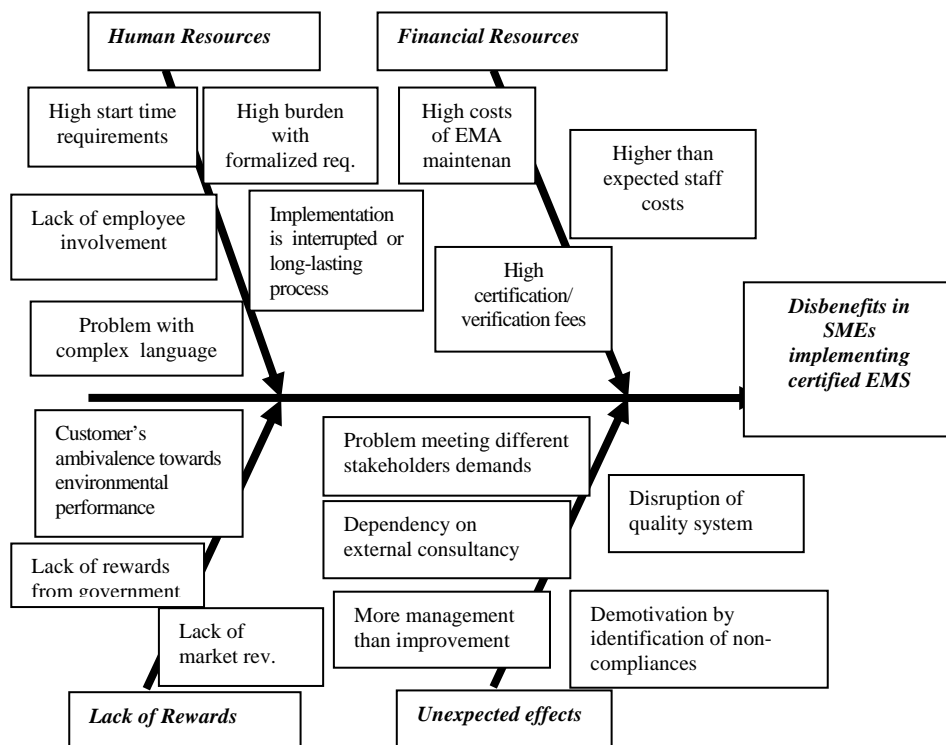 Human Resources
Financial Resources
High start time
requirements
High burden
with
formalized req.
High costs
of EMA
maintenan
Higher than
expected staff
costs
Lack of employee
involvement
Implementation
is interrupted or
long-lasting
process
High
certification/
verification fees
Problem with
complex language
Disbenefits in
SMEs
implementing
certified EMS
Customer’s
ambivalence towards
environmental
performance
Problem meeting different
stakeholders demands
Disruption of
quality system
Dependency on
external consultancy
Lack of rewards
from government
More management
than improvement
Demotivation by
identification of non-
compliances
Lack of
market rev.
Lack of Rewards
Unexpected effects